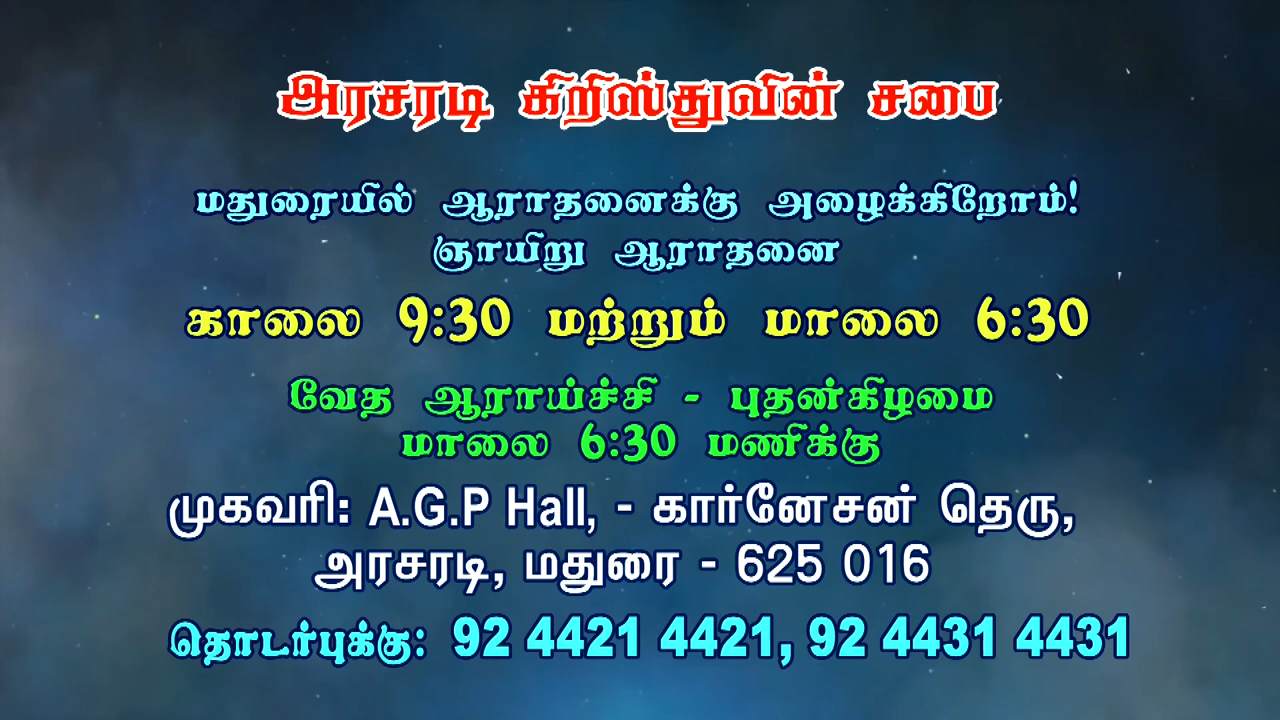 அரசரடி கிறிஸ்துவின் சபை
மதுரையில் ஆராதனைக்கு அழைக்கிறோம்!
ஞாயிறு ஆராதனை
காலை 9:30 மற்றும் மாலை 6:30
வேத ஆராய்ச்சி - புதன்கிழமை
மாலை 6:30 மணிக்கு
முகவரி: A.G.P Hall, - கார்னேசன் தெரு,
அரசரடி, மதுரை - 625 016
தொடர்புக்கு: 92 4421 4421, 92 4431 4431